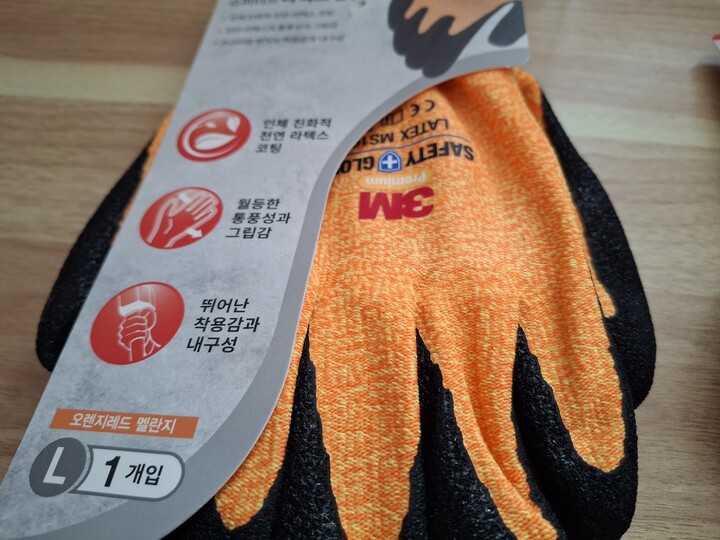 인체 친화적
천연 라텍스
코팅
월등한
통풍성과
그립감
뛰어난
착용감과
내구성
오렌지레드 멜란지
L 1 개입
3M
Premium
SAFETY GLO
LATEX MS1
CE